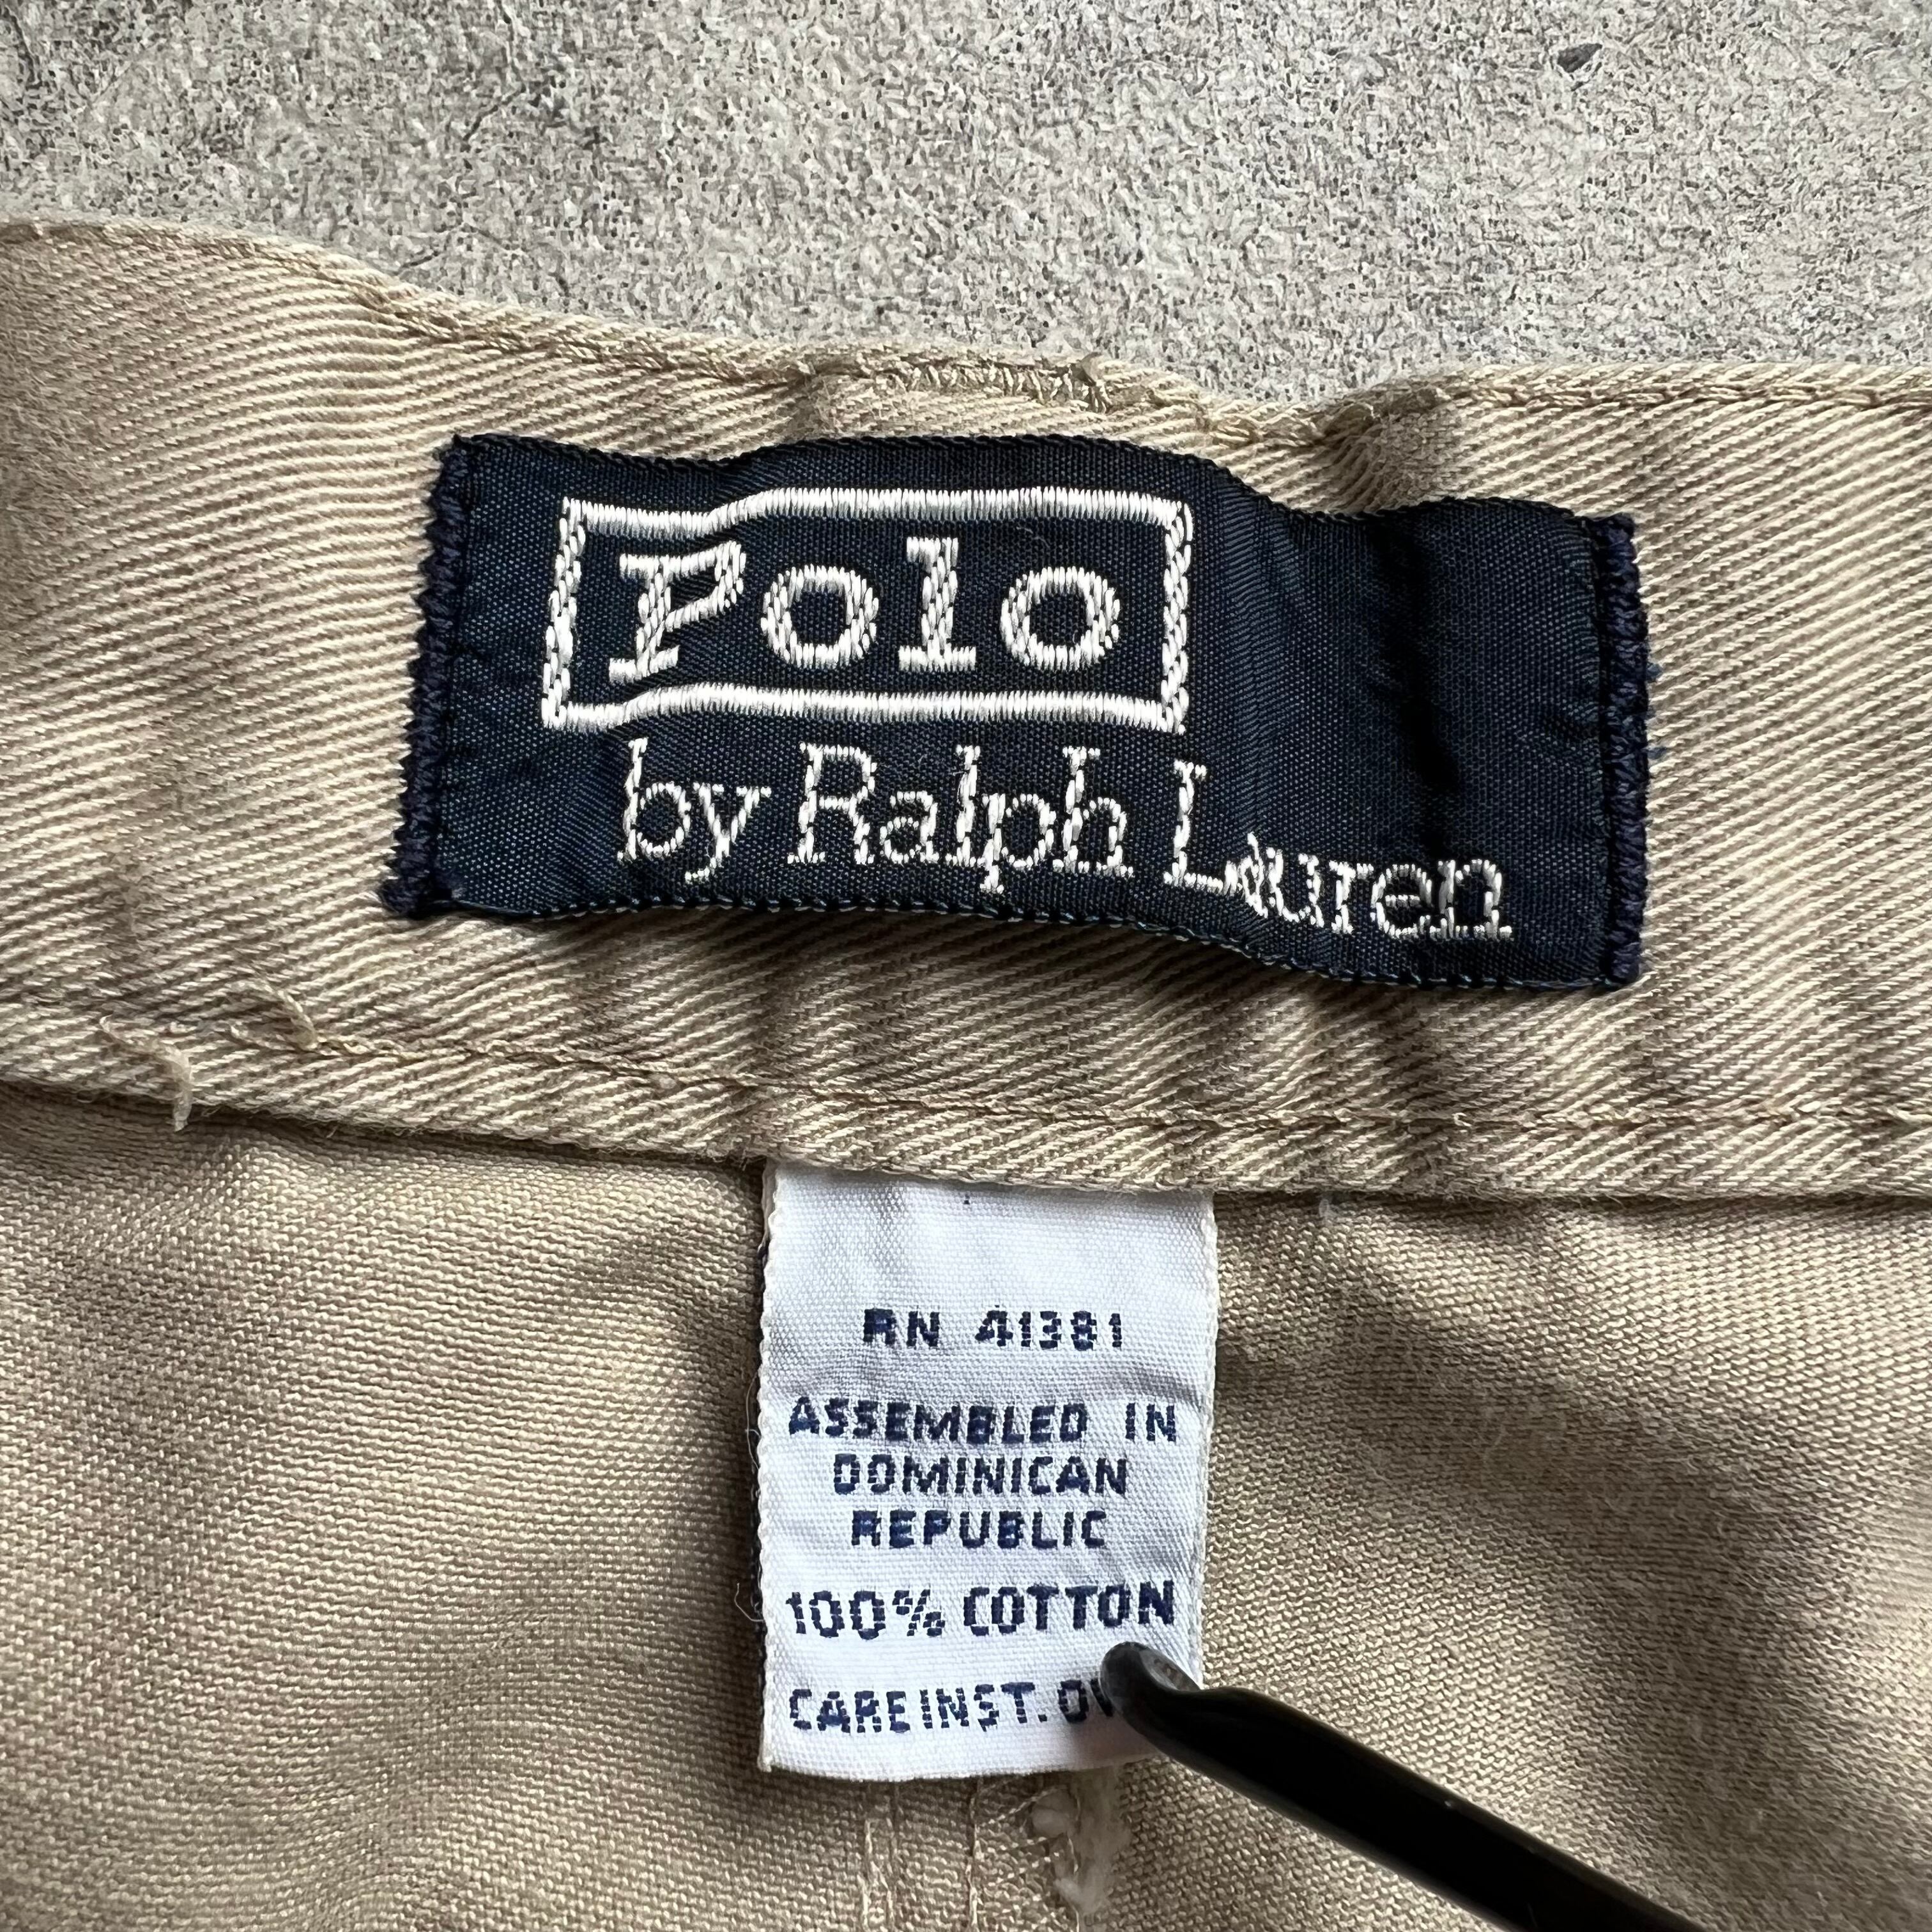 Polo
by Ralph Lauren
RN 41381
ASSEMBLED IN
DOMINICAN
REPUBLIC
100% COTTON
CARE INST.